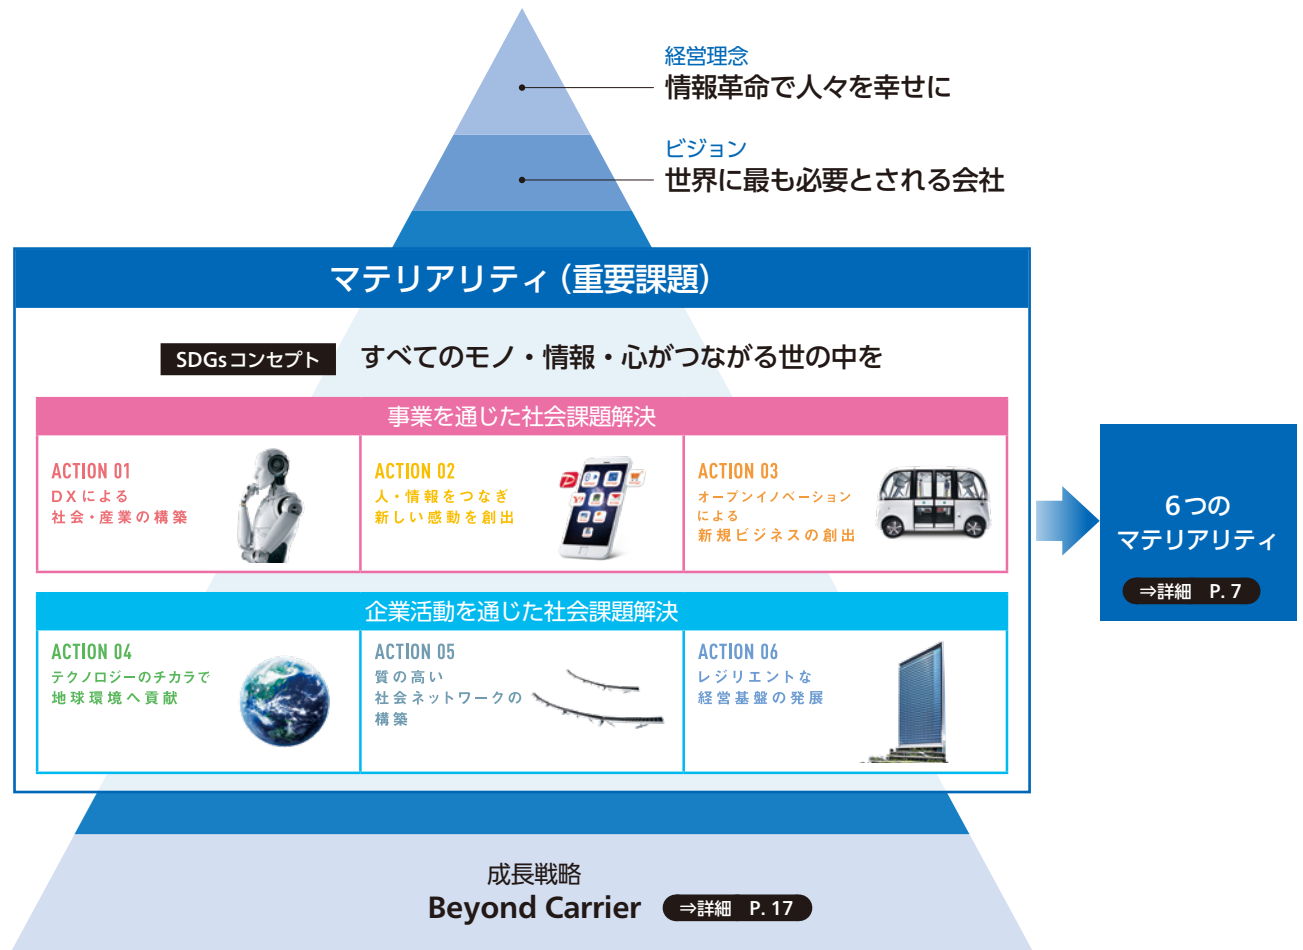 経営理念
情報革命で人々を幸せに
ビジョン
世界に最も必要とされる会社
マテリアリティ（重要課題）
SDGsコンセプト すべてのモノ・情報・心がつながる世の中を
事業を通じた社会課題解決
ACTION 01
DXによる
社会・産業の構築
ACTION 02
人・情報をつなぎ
新しい感動を創出
ACTION 03
オープンイノベーション
による
新規ビジネスの創出
企業活動を通じた社会課題解決
ACTION 04
テクノロジーのチカラで
地球環境へ貢献
ACTION 05
質の高い
社会ネットワークの
構築
ACTION 06
レジリエントな
経営基盤の発展
6つの
マテリアリティ
⇒詳細 P. 7
成長戦略
Beyond Carrier ⇒詳細 P. 17